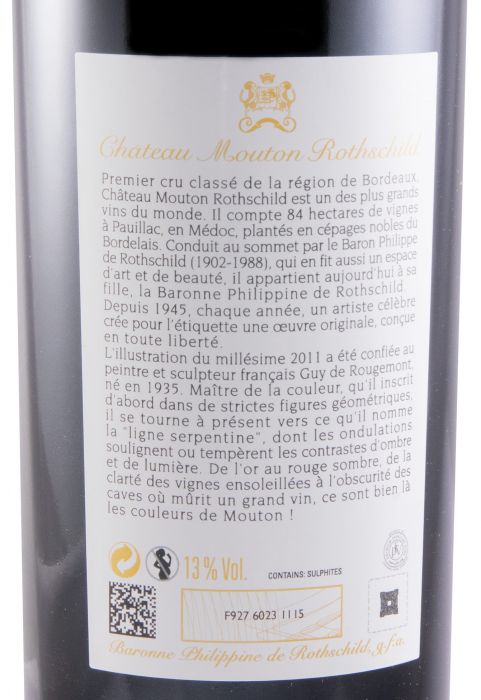 Château Mouton Rothschild
Premier cru classé de la région de Bordeaux,
Château Mouton Rothschild est un des plus grands
vins du monde. Il compte 84 hectares de vignes
à Pauillac, en Médoc, plantés en cépages nobles du
Bordelais. Conduit au sommet par le Baron Philippe
de Rothschild (1902-1988), qui en fit aussi un espace
d'art et de beauté, il appartient aujourd'hui à sa
fille, la Baronne Philippine de Rothschild.
Depuis 1945, chaque année, un artiste célèbre
crée pour l'étiquette une œuvre originale, conçue
en toute liberté.
L'illustration du millésime 2011 a été confiée au
peintre et sculpteur français Guy de Rougemont,
né en 1935. Maître de la couleur, qu'il inscrit
d'abord dans de strictes figures géométriques,
il se tourne à présent vers ce qu'il nomme
la "ligne serpentine", dont les ondulations
soulignent ou tempèrent les contrastes d'ombre
et de lumière. De l'or au rouge sombre, de la
clarté des vignes ensoleillées à l'obscurité des
caves où mûrit un grand vin, ce sont bien là
les couleurs de Mouton !
13% Vol.
CONTAINS: SULPHITES
F927 6023 1115
Baronne Philippine de Rothschild, g.f.a.